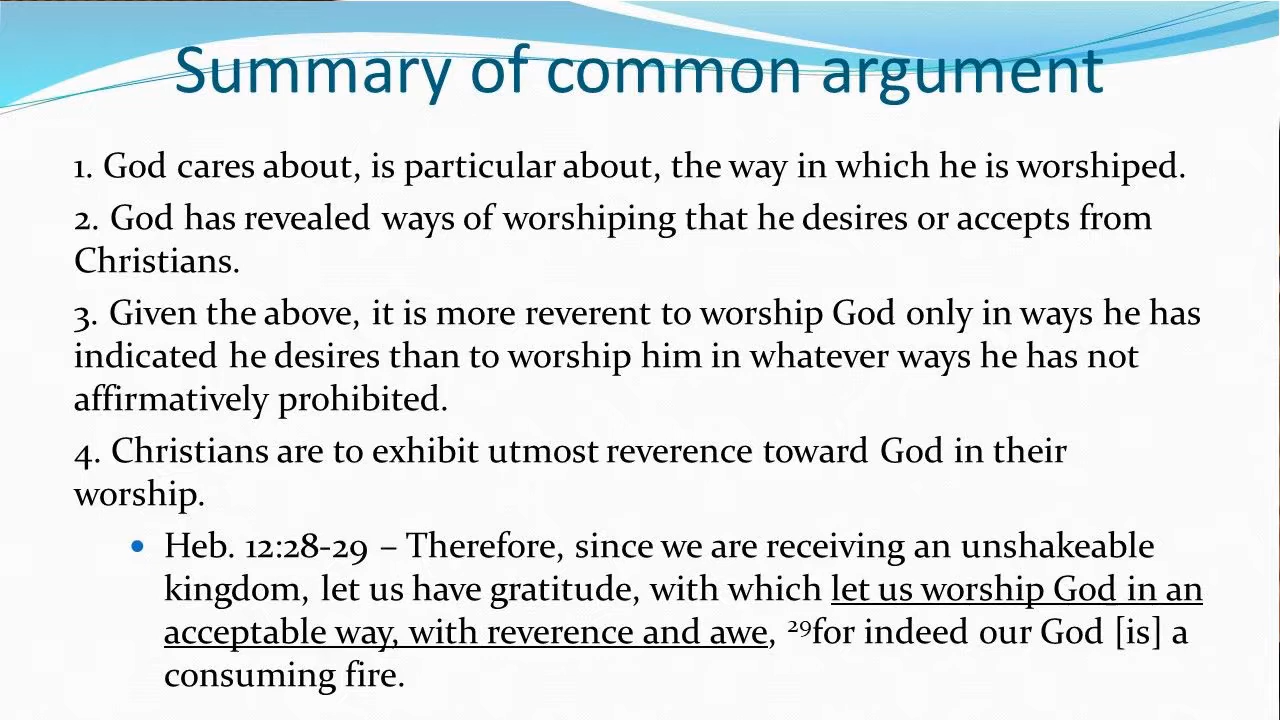 Summary of common argument
1. God cares about, is particular about, the way in which he is worshiped.
2. God has revealed ways of worshiping that he desires or accepts from
Christians.
3. Given the above, it is more reverent to worship God only in ways he has
indicated he desires than to worship him in whatever ways he has not
affirmatively prohibited.
4. Christians are to exhibit utmost reverence toward God in their
worship.
• Heb. 12:28-29 – Therefore, since we are receiving an unshakeable
kingdom, let us have gratitude, with which let us worship God in an
acceptable way, with reverence and awe, ²⁹for indeed our God [is] a
consuming fire.